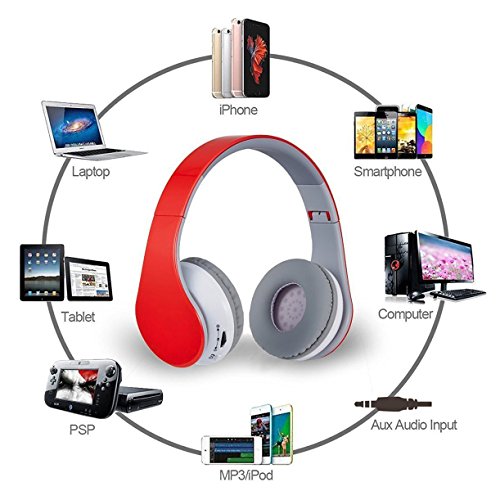 iPhone
Laptop
Smartphone
Tablet
Computer
PSP
Aux Audio Input
MP3/iPod